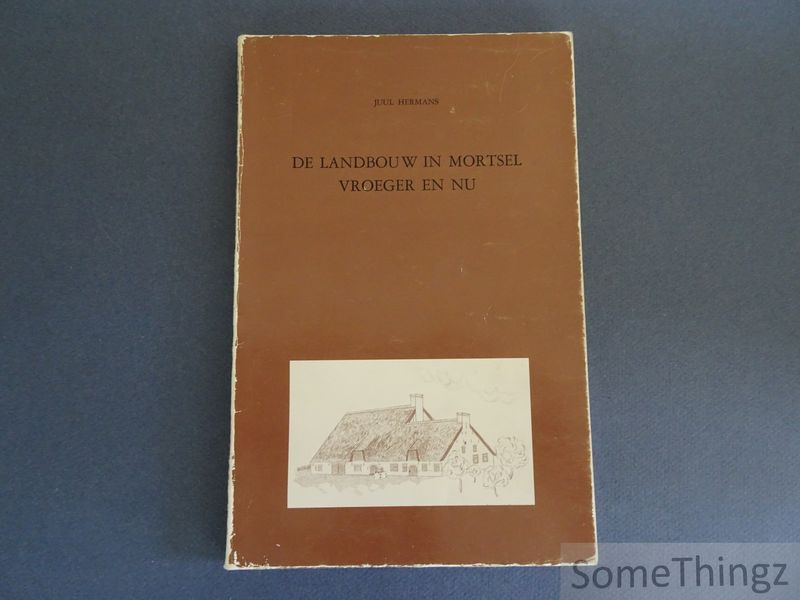 JUUL HERMANS
DE LANDBOUW IN MORTSEL
VROEGER EN NU
SomeThingz